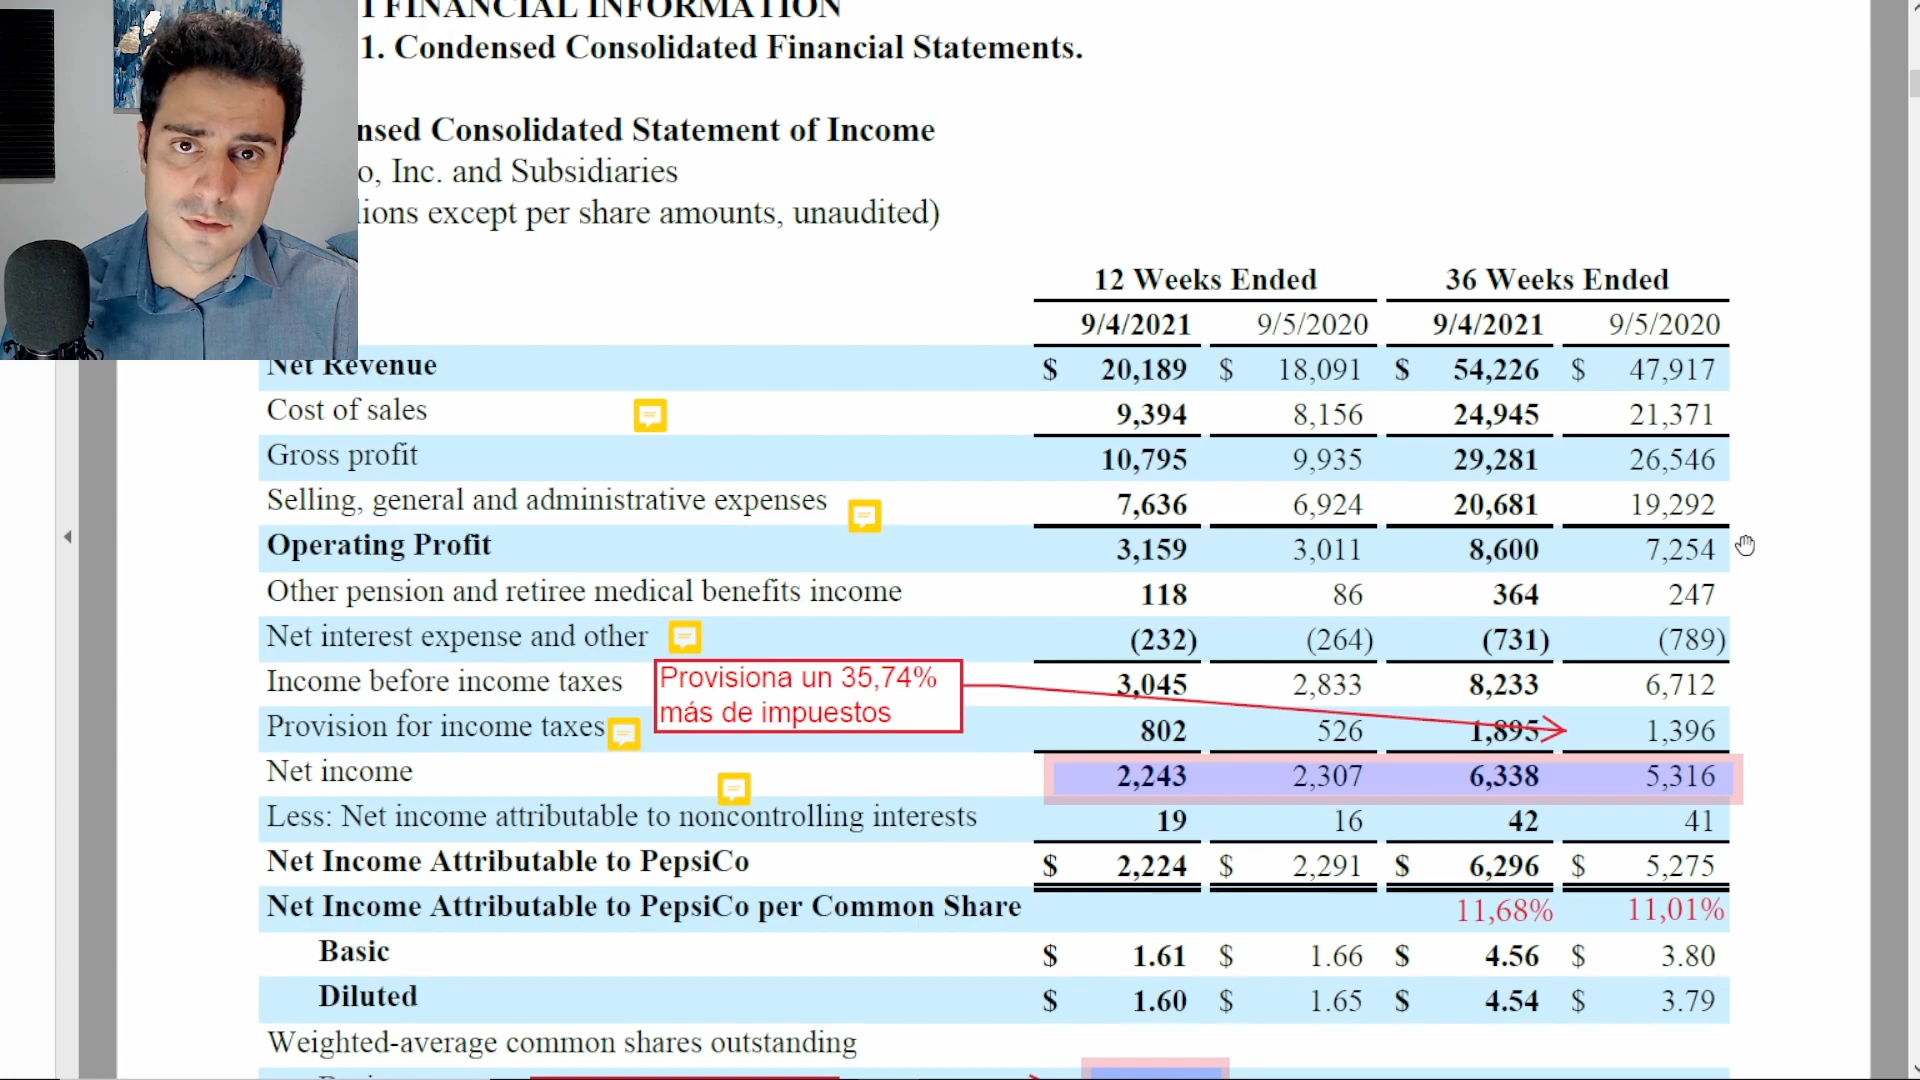 I FINANCIAL INFORMATION
1. Condensed Consolidated Financial Statements.
nsed Consolidated Statement of Income
o, Inc. and Subsidiaries
lions except per share amounts, unaudited)
12 Weeks Ended 36 Weeks Ended
9/4/2021 9/5/2020 9/4/2021 9/5/2020
Net Revenue $ 20,189 $ 18,091 $ 54,226 $ 47,917
Cost of sales 9,394 8,156 24,945 21,371
Gross profit 10,795 9,935 29,281 26,546
Selling, general and administrative expenses 7,636 6,924 20,681 19,292
Operating Profit 3,159 3,011 8,600 7,254
Other pension and retiree medical benefits income 118 86 364 247
Net interest expense and other (232) (264) (731) (789)
Income before income taxes 3,045 2,833 8,233 6,712
Provisiona un 35,74%
más de impuestos
Provision for income taxes 802 526 1,895 1,396
Net income 2,243 2,307 6,338 5,316
Less: Net income attributable to noncontrolling interests 19 16 42 41
Net Income Attributable to PepsiCo $ 2,224 $ 2,291 $ 6,296 $ 5,275
Net Income Attributable to PepsiCo per Common Share 11,68% 11,01%
Basic $ 1.61 $ 1.66 $ 4.56 $ 3.80
Diluted $ 1.60 $ 1.65 $ 4.54 $ 3.79
Weighted-average common shares outstanding